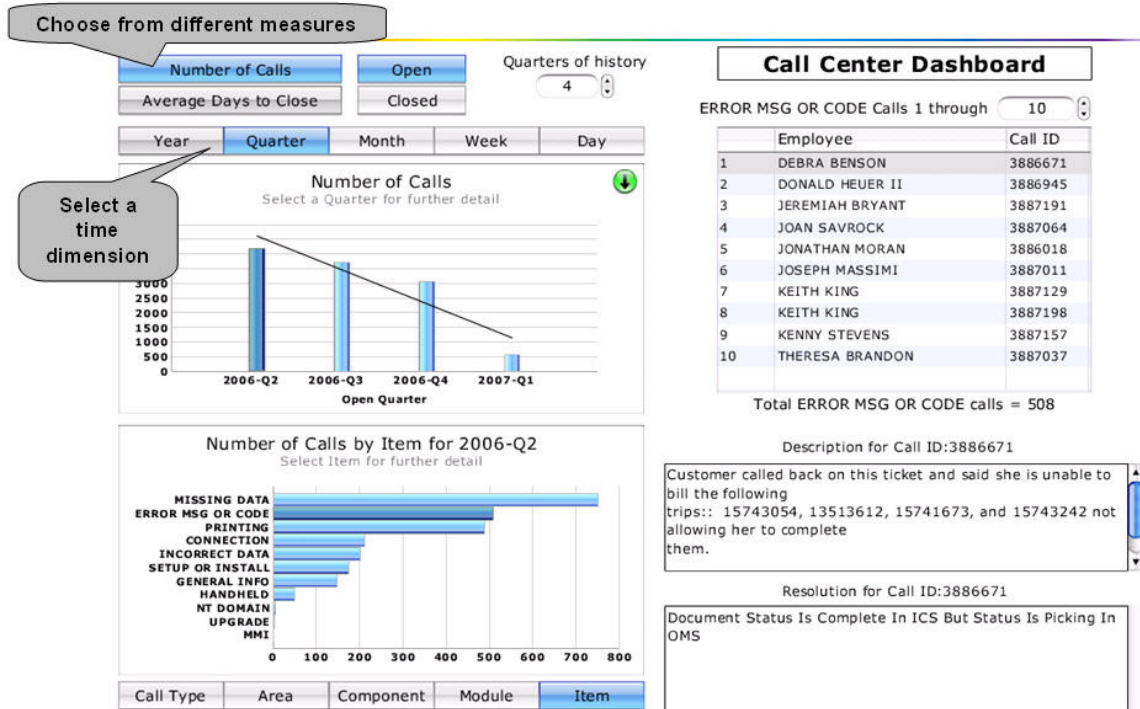 Choose from different measures
Number of Calls
Open
Quarters of history
4
Average Days to Close
Closed
Year Quarter Month Week Day
Select a
time
dimension
Number of Calls
Select a Quarter for further detail
3000
2500
2000
1500
1000
500
0
2006-Q2 2006-Q3 2006-Q4 2007-Q1
Open Quarter
Number of Calls by Item for 2006-Q2
Select Item for further detail
MISSING DATA
ERROR MSG OR CODE
PRINTING
CONNECTION
INCORRECT DATA
SETUP OR INSTALL
GENERAL INFO
HANDHELD
NT DOMAIN
UPGRADE
MMI
0 100 200 300 400 500 600 700 800
Call Type Area Component Module Item
Call Center Dashboard
ERROR MSG OR CODE Calls 1 through 10
Employee Call ID
1 DEBRA BENSON 3886671
2 DONALD HEUER II 3886945
3 JEREMIAH BRYANT 3887191
4 JOAN SAVROCK 3887064
5 JONATHAN MORAN 3886018
6 JOSEPH MASSIMI 3887011
7 KEITH KING 3887129
8 KEITH KING 3887198
9 KENNY STEVENS 3887157
10 THERESA BRANDON 3887037
Total ERROR MSG OR CODE calls = 508
Description for Call ID:3886671
Customer called back on this ticket and said she is unable to
bill the following
trips:: 15743054, 13513612, 15741673, and 15743242 not
allowing her to complete
them.
Resolution for Call ID:3886671
Document Status Is Complete In ICS But Status Is Picking In
OMS